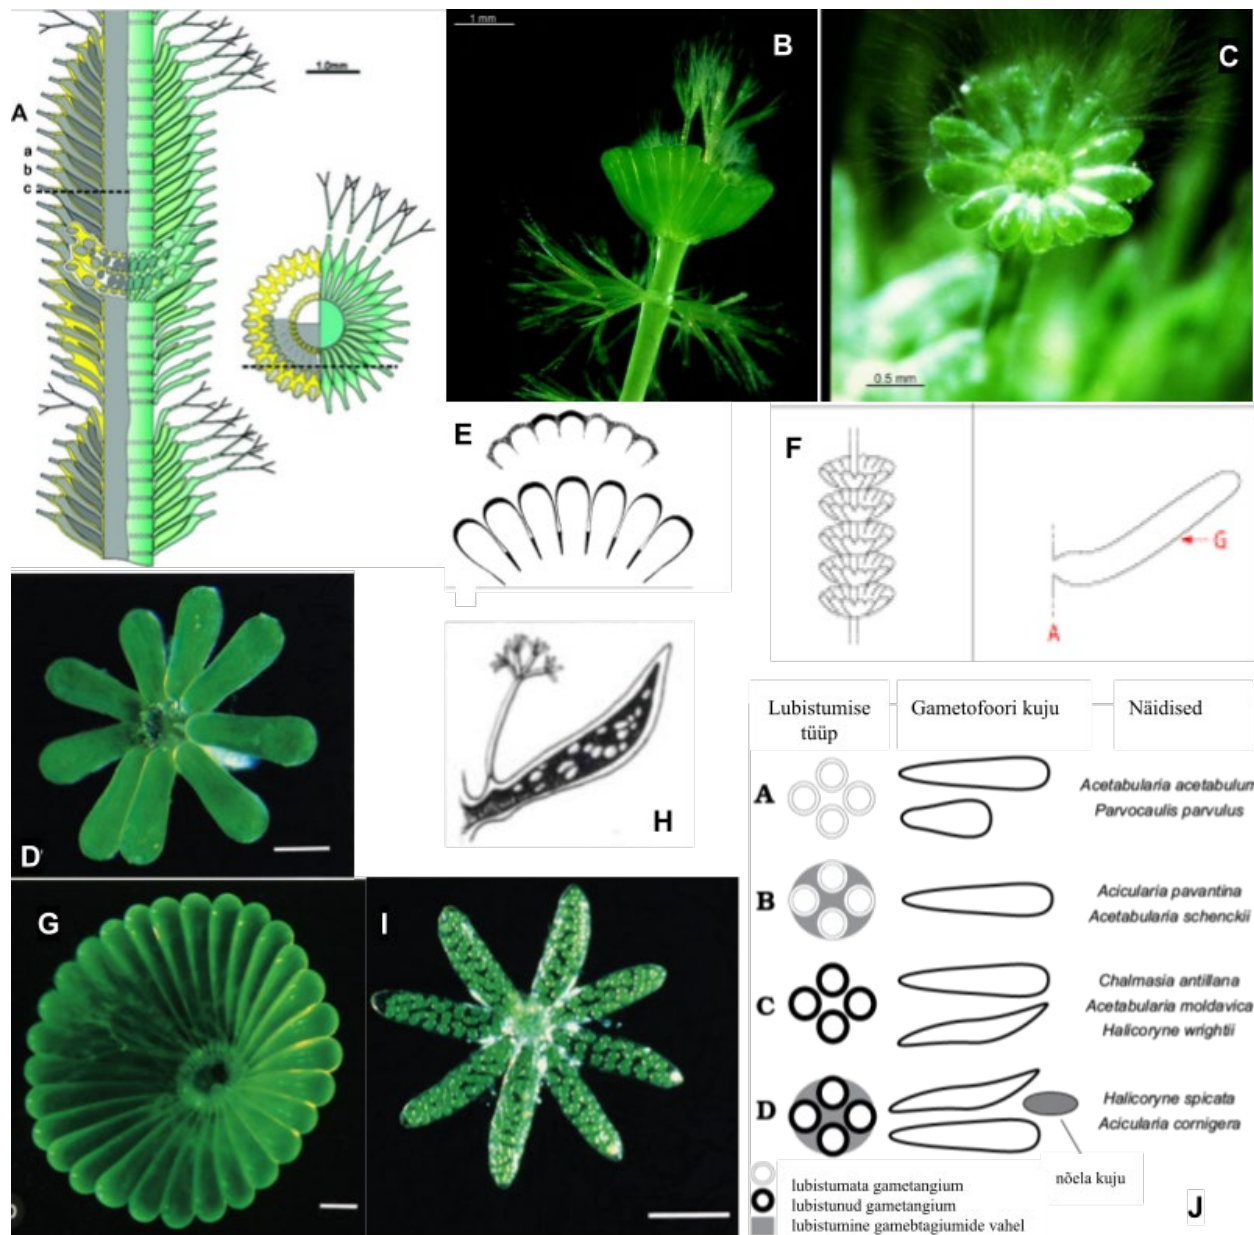 A
a
b
c
1.0mm
1 mm
B
C
0.5 mm
E
F
G
A
D
H
G
I
Lubistumise
tüüp
Gametofoori kuju
Näidised
A
Acetabularia acetabulum
Parvocaulis parvulus
B
Acicularia pavantina
Acetabularia schenckii
C
Chalmasia antillana
Acetabularia moldavica
Halicoryne wrightii
D
Halicoryne spicata
Acicularia cornigera
nõela kuju
lubistumata gametangium
lubistunud gametangium
lubistumine gamebtagiumide vahel
J